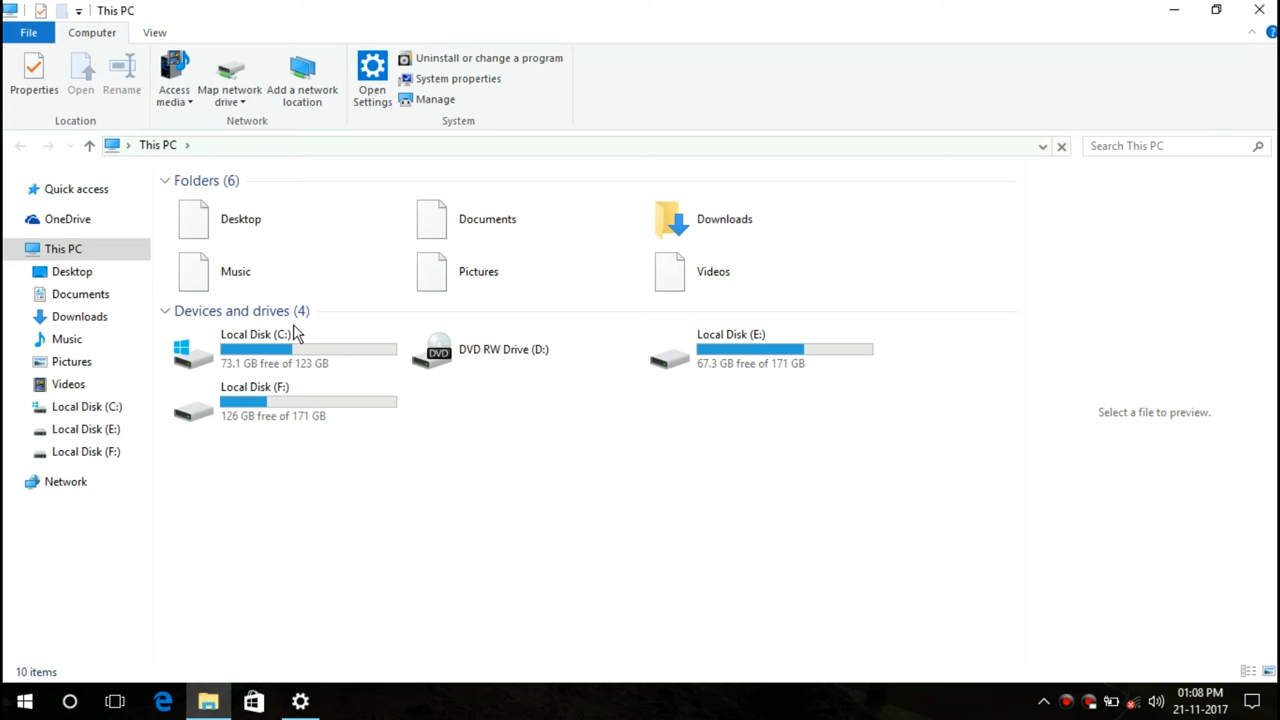 This PC
File
Computer
View
Properties
Open
Rename
Access media
Map network drive
Add a network location
Open Settings
Uninstall or change a program
System properties
Manage
Location
Network
System
This PC
Search This PC
Quick access
OneDrive
This PC
Desktop
Documents
Downloads
Music
Pictures
Videos
Local Disk (C:)
Local Disk (E:)
Local Disk (F:)
Network
Folders (6)
Desktop
Documents
Downloads
Music
Pictures
Videos
Devices and drives (4)
Local Disk (C:)
73.1 GB free of 123 GB
DVD
DVD RW Drive (D:)
Local Disk (E:)
67.3 GB free of 171 GB
Local Disk (F:)
126 GB free of 171 GB
Select a file to preview.
10 items
01:08 PM
21-11-2017